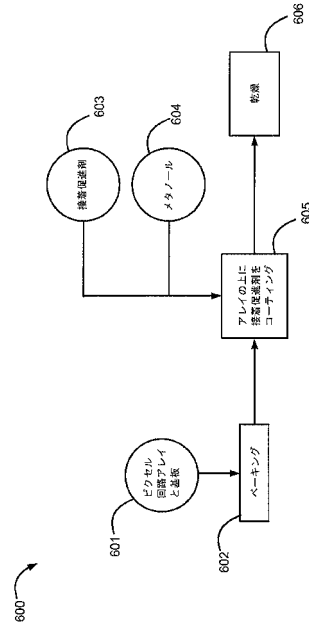 600
601
ピクセル
回路アレイ
と基板
602
ベーキング
603
接着促進剤
604
メタノール
605
アレイの上に
接着促進剤を
コーティング
606
乾燥